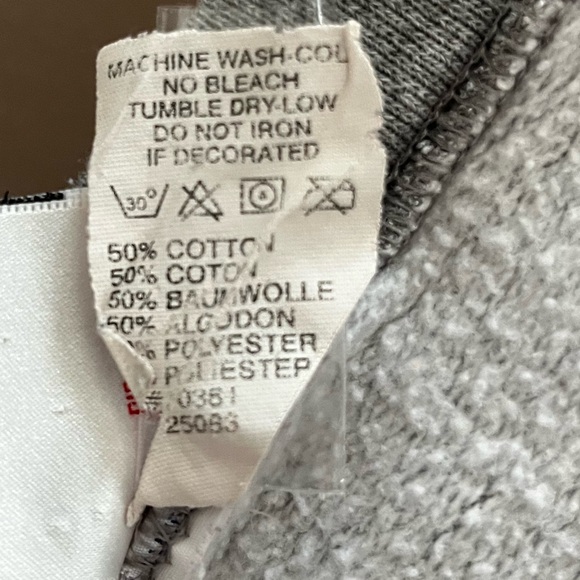 MACHINE WASH-COL
NO BLEACH
TUMBLE DRY-LOW
DO NOT IRON
IF DECORATED
30°
50% COTTON
50% COTON
50% BAUMWOLLE
50% ALGODON
% POLYESTER
POLIESTER
# 0381
25083